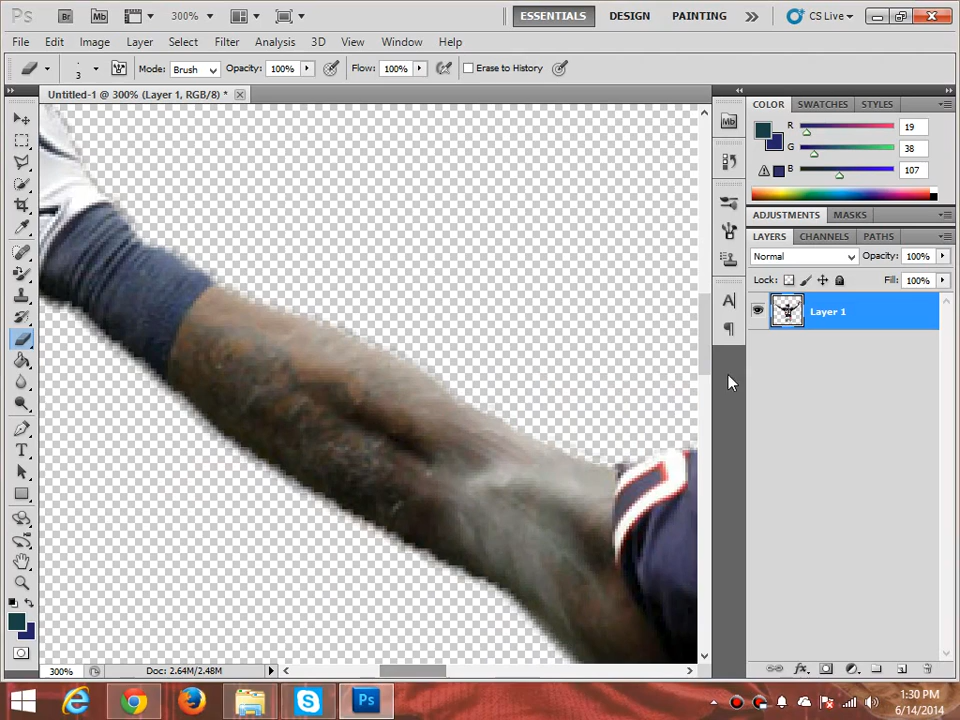 Ps Br Mb 300% ESSENTIALS DESIGN PAINTING CS Live
File Edit Image Layer Select Filter Analysis 3D View Window Help
3 Mode: Brush Opacity: 100% Flow: 100% Erase to History
Untitled-1 @ 300% (Layer 1, RGB/8) *
COLOR SWATCHES STYLES
Mb
R 19
G 38
B 107
ADJUSTMENTS MASKS
LAYERS CHANNELS PATHS
Normal Opacity: 100%
Lock: Fill: 100%
A
Layer 1
T
300% Doc: 2.64M/2.48M
fx
Ps
1:30 PM
6/14/2014